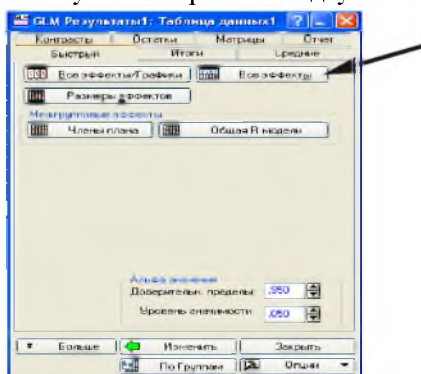 GLM Результаты1: Таблица данных1
Контрасты Остатки Матрицы Отчет
Быстрый Итоги Средние
Все эффекты/Графики Все эффекты
Размеры эффектов
Межгрупповые эффекты
Члены плана Общая R модели
Альфа значения
Доверительн. пределы .950
Уровень значимости .050
Больше Изменить Закрыть
По Группам Опции